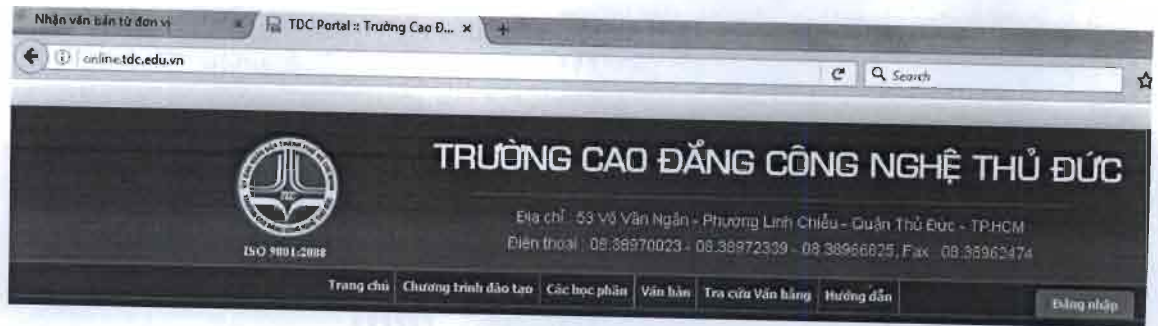 Nhận văn bản từ đơn vị
TDC Portal :: Trường Cao Đ... ×
online.tdc.edu.vn
Search
TRƯỜNG CAO ĐẲNG CÔNG NGHỆ THỦ ĐỨC
Địa chỉ : 53 Võ Văn Ngân - Phường Linh Chiểu - Quận Thủ Đức - TP.HCM
Điện thoại : 08.38970023 - 08.38972339 - 08.38966825, Fax : 08.38962474
TDC
ISO 9001:2008
Trang chủ Chương trình đào tạo Các học phần Văn bản Tra cứu Văn bằng Hướng dẫn
Đăng nhập